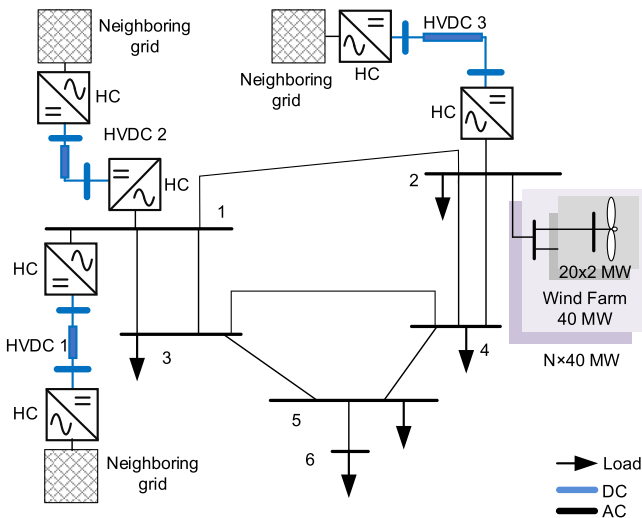 Neighboring
grid
HVDC 3
HC
Neighboring
grid
HC
HC
HVDC 2
HC
2
1
HC
20x2 MW
Wind Farm
40 MW
HVDC 1
3
4
N×40 MW
HC
5
6
Neighboring
grid
Load
DC
AC